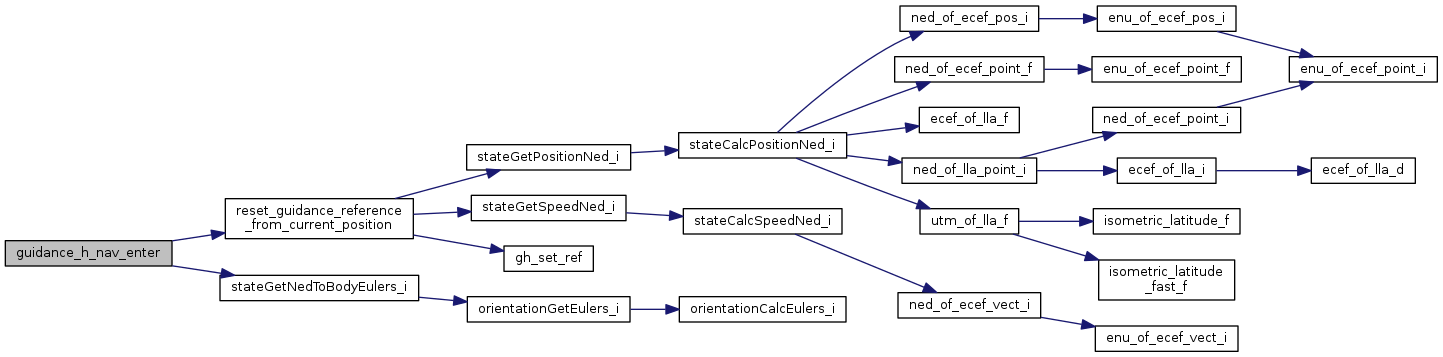 guidance_h_nav_enter
reset_guidance_reference
_from_current_position
stateGetNedToBodyEulers_i
stateGetPositionNed_i
stateGetSpeedNed_i
gh_set_ref
orientationGetEulers_i
stateCalcPositionNed_i
stateCalcSpeedNed_i
orientationCalcEulers_i
ned_of_ecef_pos_i
ned_of_ecef_point_f
ecef_of_lla_f
ned_of_lla_point_i
utm_of_lla_f
ned_of_ecef_vect_i
enu_of_ecef_pos_i
enu_of_ecef_point_f
ned_of_ecef_point_i
ecef_of_lla_i
isometric_latitude_f
isometric_latitude
_fast_f
enu_of_ecef_vect_i
enu_of_ecef_point_i
ecef_of_lla_d